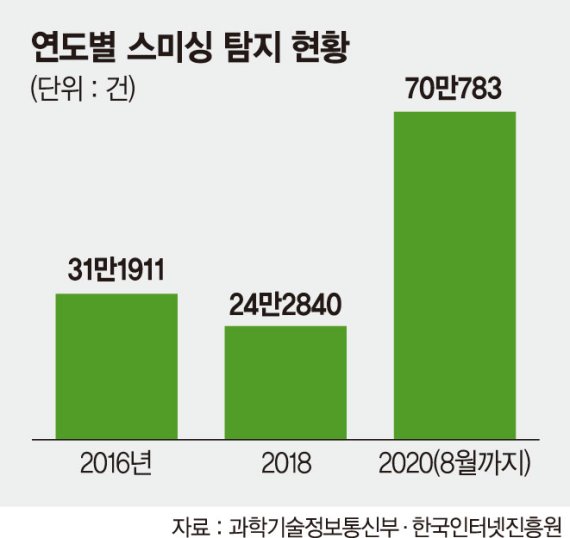 연도별 스미싱 탐지 현황
(단위 : 건)
70만783
31만1911
24만2840
2016년
2018
2020(8월까지)
자료 : 과학기술정보통신부·한국인터넷진흥원